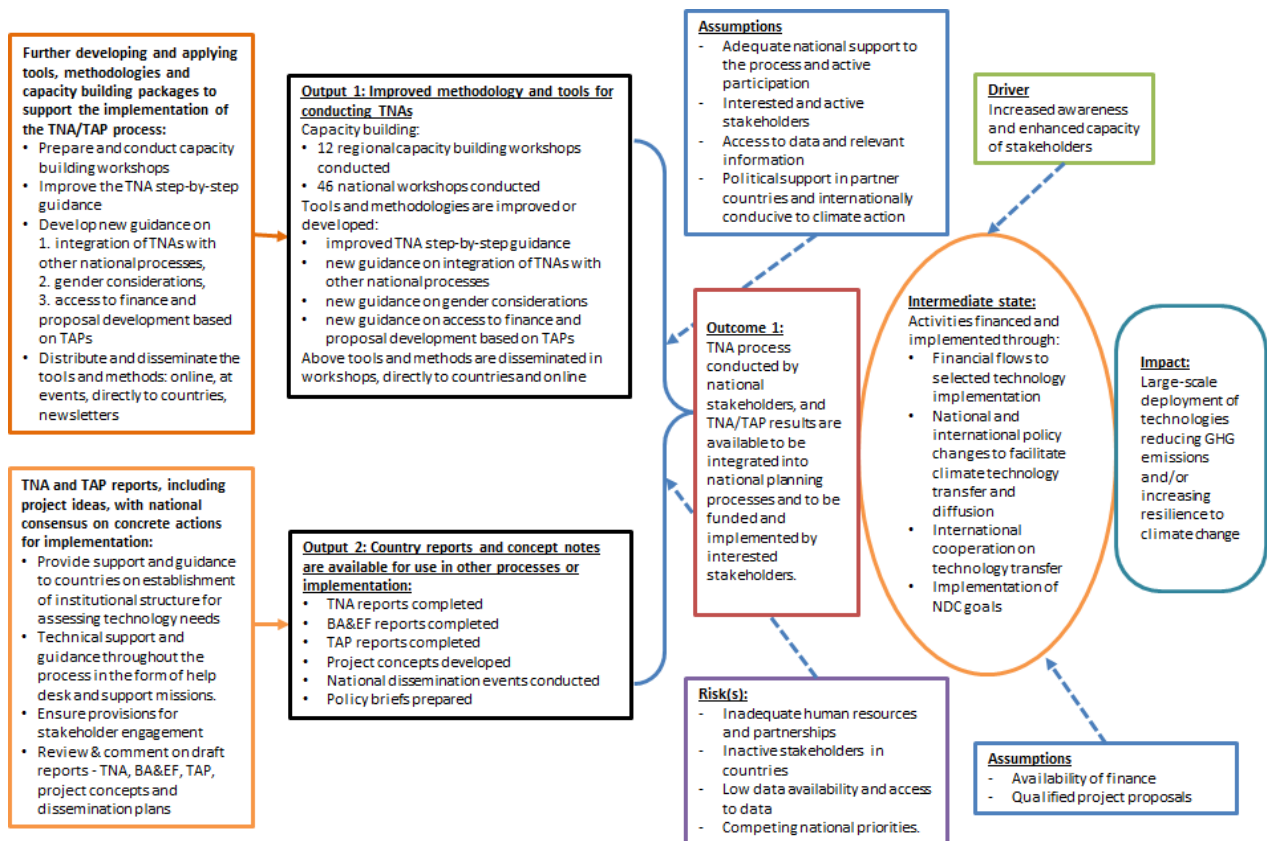 Further developing and applying
tools, methodologies and
capacity building packages to
support the implementation of
the TNA/TAP process:
• Prepare and conduct capacity
building workshops
• Improve the TNA step-by-step
guidance
• Develop new guidance on
1. integration of TNAs with
other national processes,
2. gender considerations,
3. access to finance and
proposal development based
on TAPs
• Distribute and disseminate the
tools and methods: online, at
events, directly to countries,
newsletters
TNA and TAP reports, including
project ideas, with national
consensus on concrete actions
for implementation:
• Provide support and guidance
to countries on establishment
of institutional structure for
assessing technology needs
• Technical support and
guidance throughout the
process in the form of help
desk and support missions.
• Ensure provisions for
stakeholder engagement
• Review & comment on draft
reports - TNA, BA&EF, TAP,
project concepts and
dissemination plans
Output 1: Improved methodology and tools for
conducting TNAs
Capacity building:
• 12 regional capacity building workshops
conducted
• 46 national workshops conducted
Tools and methodologies are improved or
developed:
• improved TNA step-by-step guidance
• new guidance on integration of TNAs with
other national processes
• new guidance on gender considerations
• new guidance on access to finance and
proposal development based on TAPs
Above tools and methods are disseminated in
workshops, directly to countries and online
Output 2: Country reports and concept notes
are available for use in other processes or
implementation:
• TNA reports completed
• BA&EF reports completed
• TAP reports completed
• Project concepts developed
• National dissemination events conducted
• Policy briefs prepared
Assumptions
- Adequate national support to
the process and active
participation
- Interested and active
stakeholders
- Access to data and relevant
information
- Political support in partner
countries and internationally
conducive to climate action
Outcome 1:
TNA process
conducted by
national
stakeholders, and
TNA/TAP results are
available to be
integrated into
national planning
processes and to be
funded and
implemented by
interested
stakeholders.
Risk(s):
- Inadequate human resources
and partnerships
- Inactive stakeholders in
countries
- Low data availability and access
to data
- Competing national priorities.
Driver
Increased awareness
and enhanced capacity
of stakeholders
Intermediate state:
Activities financed and
implemented through:
• Financial flows to
selected technology
implementation
• National and
international policy
changes to facilitate
climate technology
transfer and
diffusion
• International
cooperation on
technology transfer
• Implementation of
NDC goals
Assumptions
- Availability of finance
- Qualified project proposals
Impact:
Large-scale
deployment of
technologies
reducing GHG
emissions
and/or
increasing
resilience to
climate change